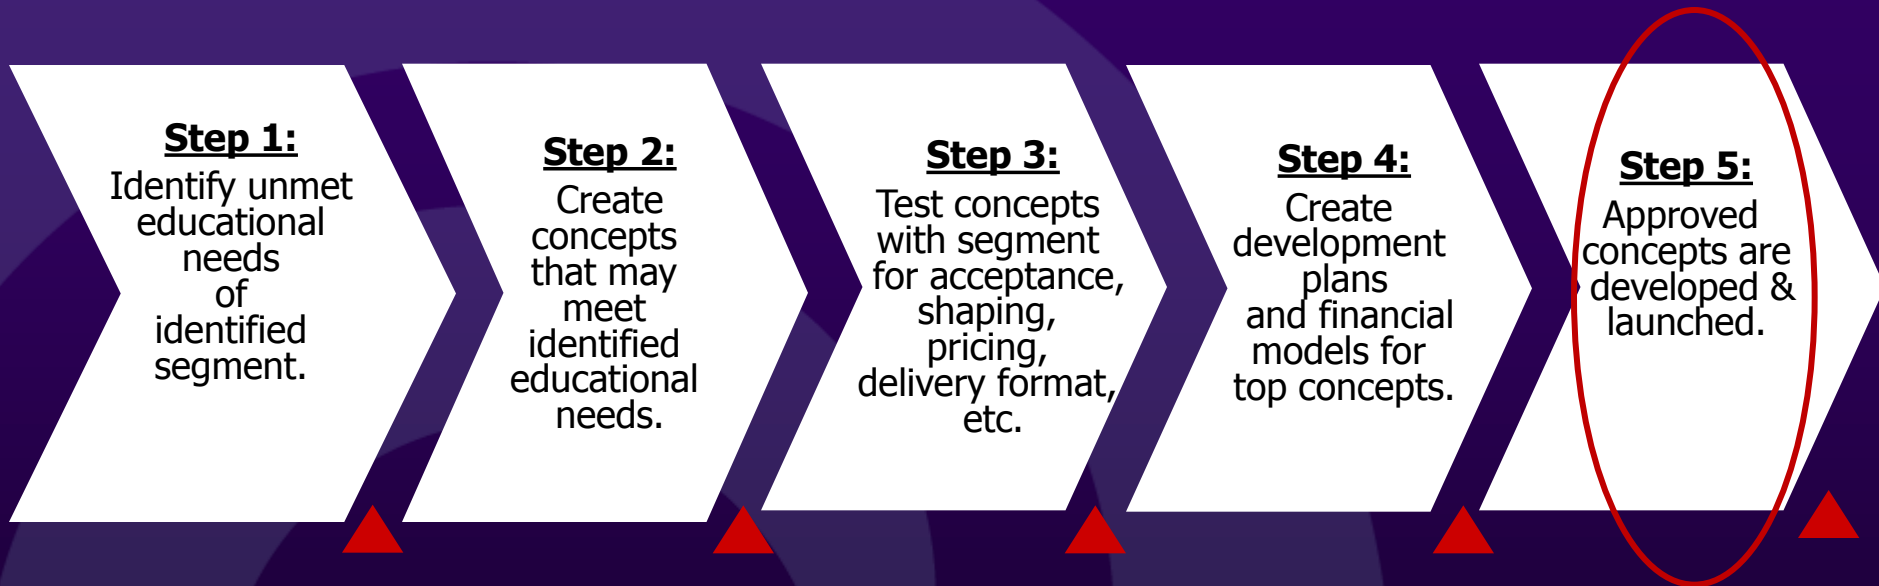 Step 1:
Identify unmet
educational
needs
of
identified
segment.
Step 2:
Create
concepts
that may
meet
identified
educational
needs.
Step 3:
Test concepts
with segment
for acceptance,
shaping,
pricing,
delivery format,
etc.
Step 4:
Create
development
plans
and financial
models for
top concepts.
Step 5:
Approved
concepts are
developed &
launched.